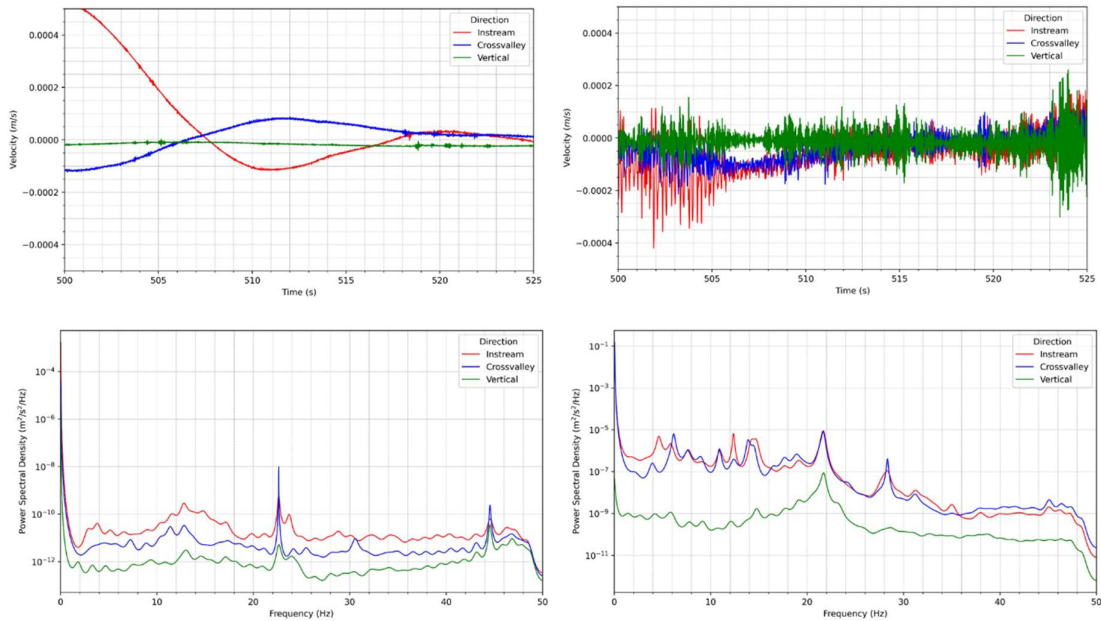 0.0004
0.0002
0.0000
−0.0002
−0.0004
Velocity (m/s)
Direction
Instream
Crossvalley
Vertical
500
505
510
515
520
525
Time (s)
0.0004
0.0002
0.0000
−0.0002
−0.0004
Velocity (m/s)
Direction
Instream
Crossvalley
Vertical
500
505
510
515
520
525
Time (s)
10⁻⁴
10⁻⁶
10⁻⁸
10⁻¹⁰
10⁻¹²
Power Spectral Density (m²/s²/Hz)
Direction
Instream
Crossvalley
Vertical
0
10
20
30
40
50
Frequency (Hz)
10⁻¹
10⁻³
10⁻⁵
10⁻⁷
10⁻⁹
10⁻¹¹
Power Spectral Density (m²/s²/Hz)
Direction
Instream
Crossvalley
Vertical
0
10
20
30
40
50
Frequency (Hz)